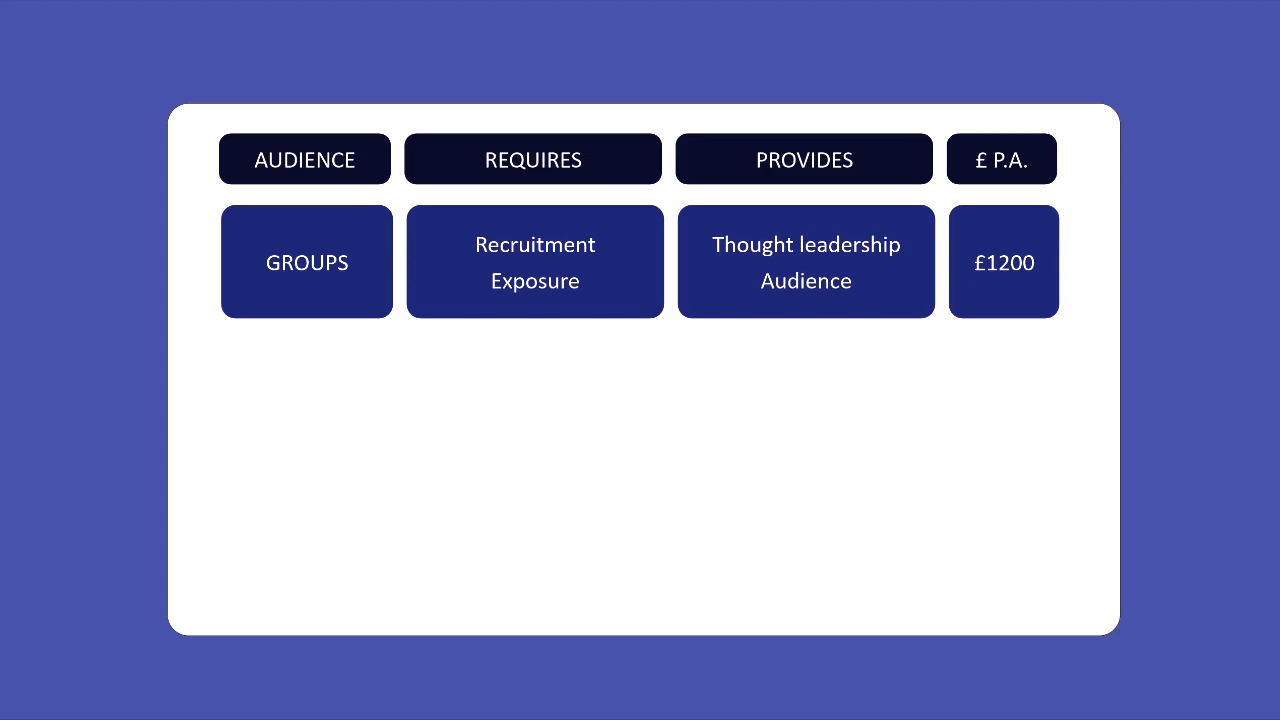 AUDIENCE REQUIRES PROVIDES £ P.A.
GROUPS
Recruitment
Exposure
Thought leadership
Audience
£1200